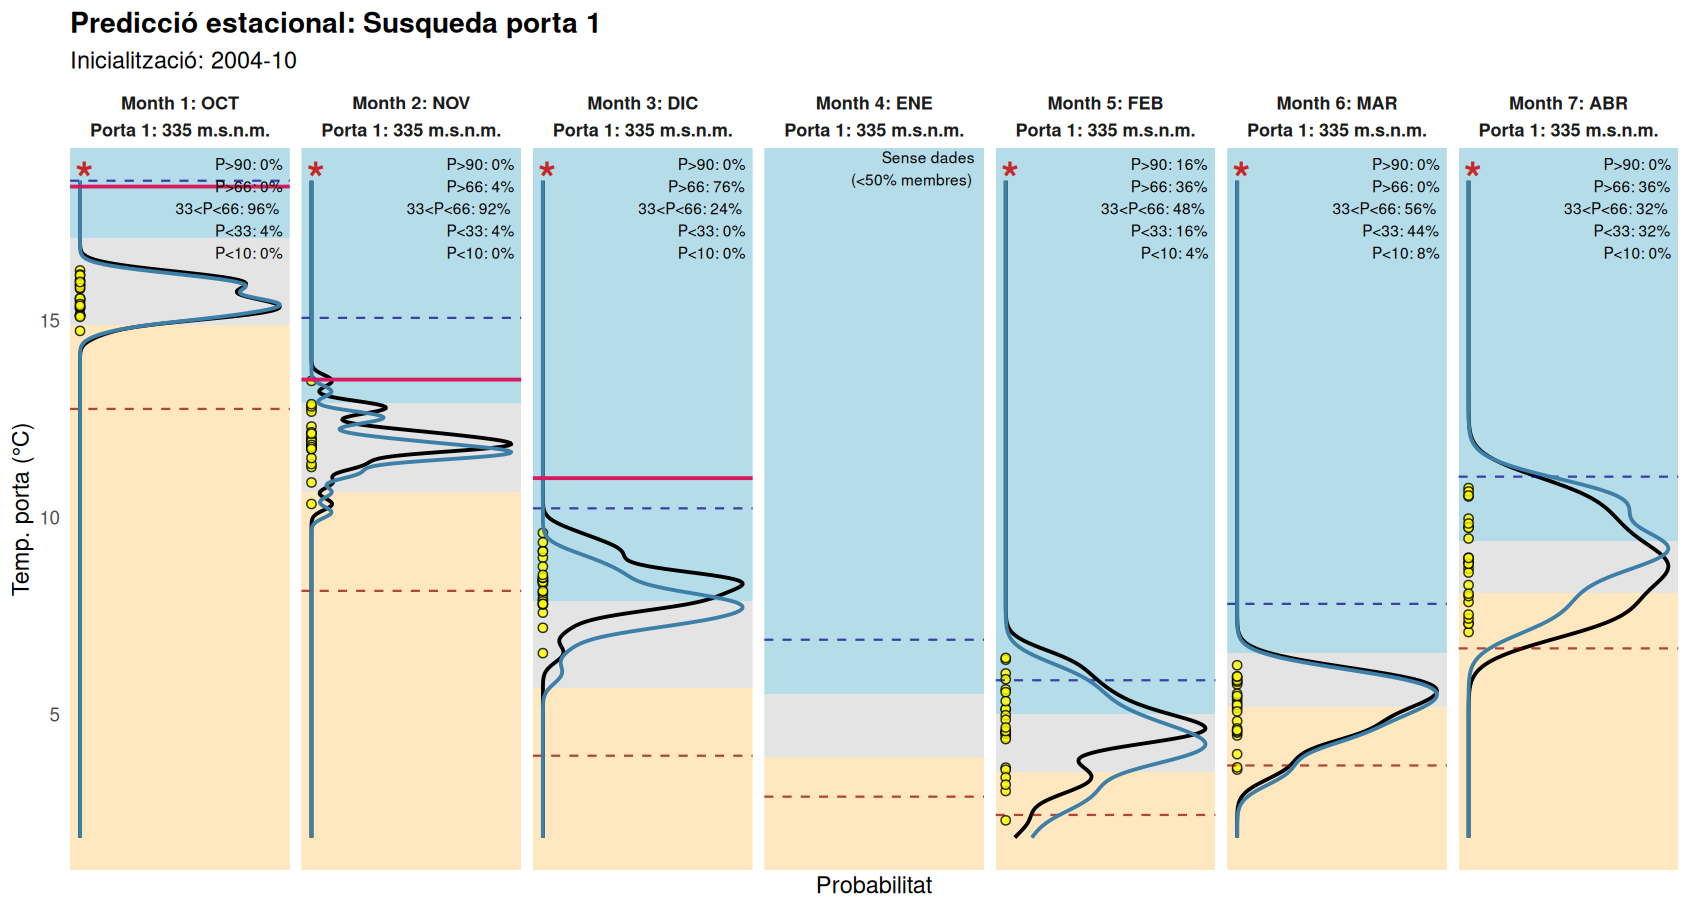 Predicció estacional: Susqueda porta 1
Inicialització: 2004-10
Month 1: OCT
Porta 1: 335 m.s.n.m.
Month 2: NOV
Porta 1: 335 m.s.n.m.
Month 3: DIC
Porta 1: 335 m.s.n.m.
Month 4: ENE
Porta 1: 335 m.s.n.m.
Month 5: FEB
Porta 1: 335 m.s.n.m.
Month 6: MAR
Porta 1: 335 m.s.n.m.
Month 7: ABR
Porta 1: 335 m.s.n.m.
*
P>90: 0%
P>66: 0%
33<P<66: 96%
P<33: 4%
P<10: 0%
*
P>90: 0%
P>66: 4%
33<P<66: 92%
P<33: 4%
P<10: 0%
*
P>90: 0%
P>66: 76%
33<P<66: 24%
P<33: 0%
P<10: 0%
Sense dades
(<50% membres)
*
P>90: 16%
P>66: 36%
33<P<66: 48%
P<33: 16%
P<10: 4%
*
P>90: 0%
P>66: 0%
33<P<66: 56%
P<33: 44%
P<10: 8%
*
P>90: 0%
P>66: 36%
33<P<66: 32%
P<33: 32%
P<10: 0%
15
10
5
Temp. porta (°C)
Probabilitat